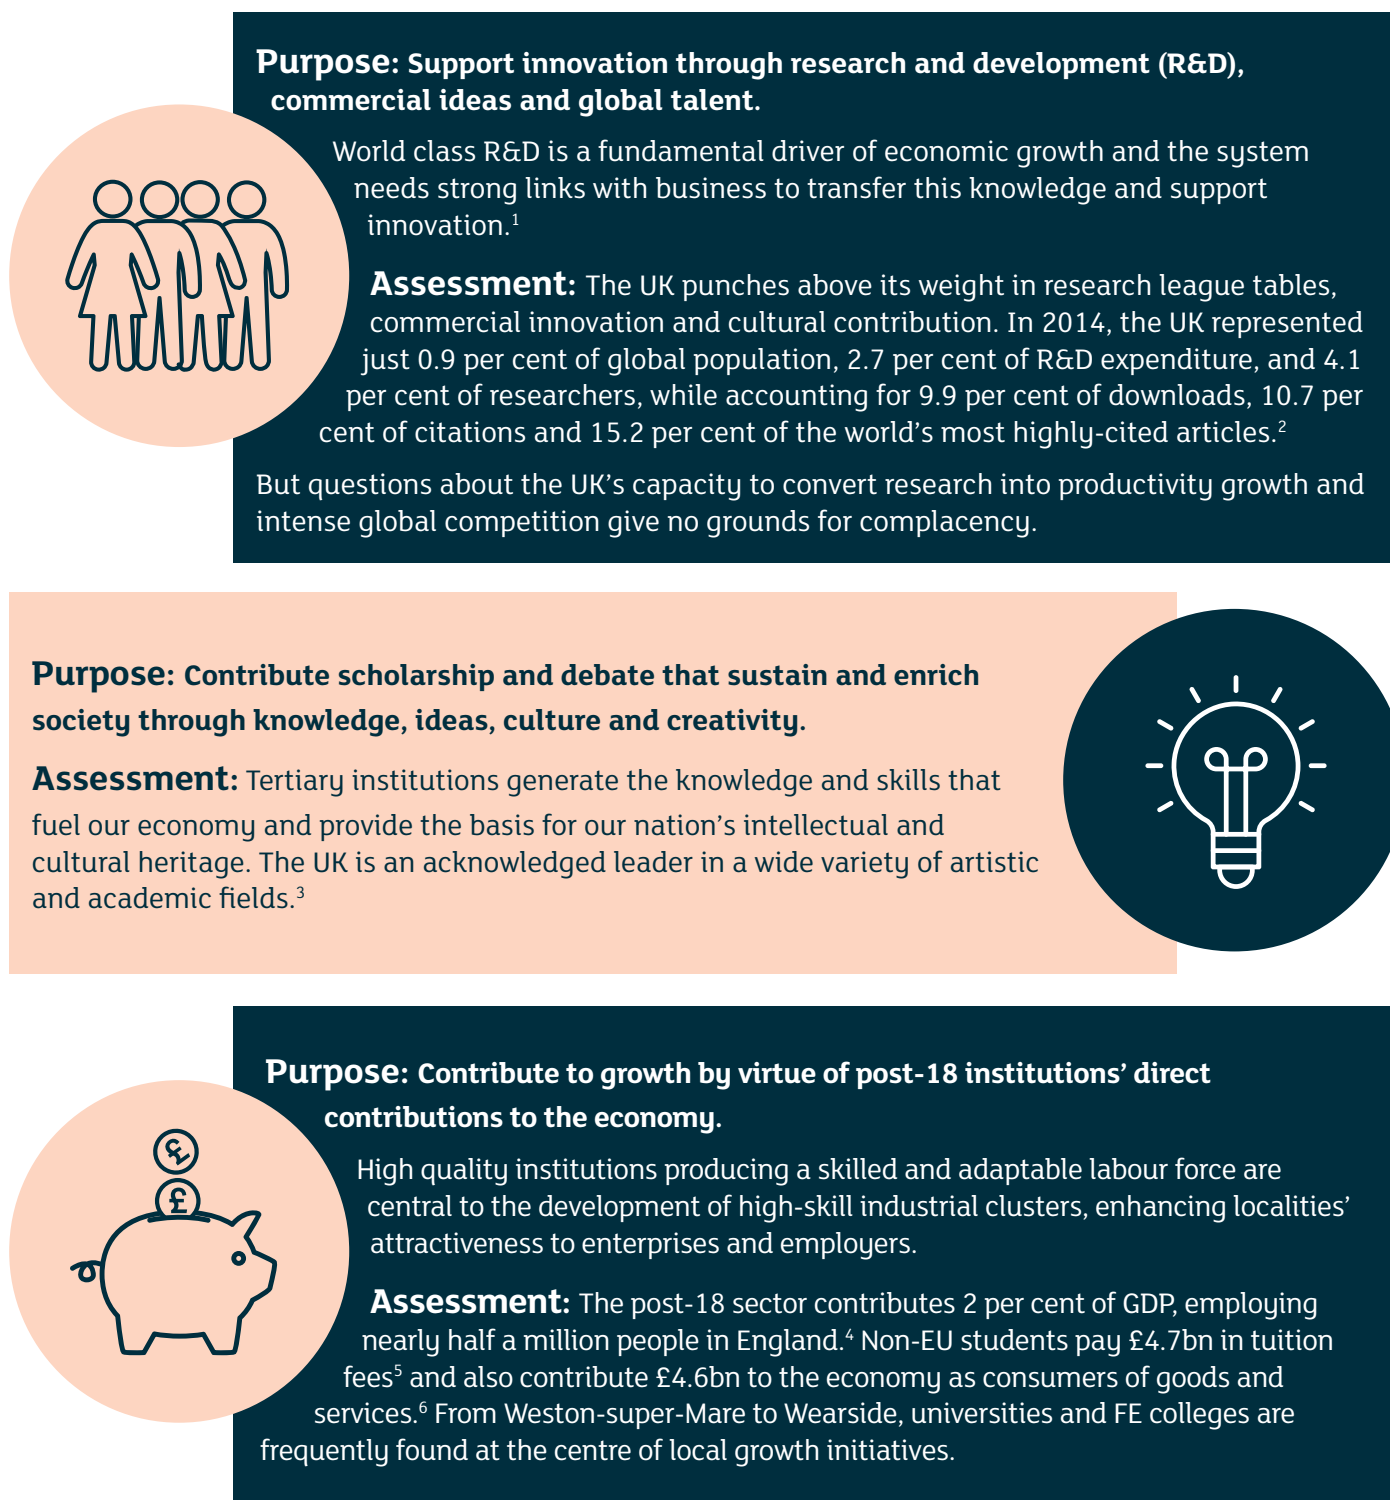 Purpose: Support innovation through research and development (R&D),
commercial ideas and global talent.
World class R&D is a fundamental driver of economic growth and the system
needs strong links with business to transfer this knowledge and support
innovation.1
Assessment: The UK punches above its weight in research league tables,
commercial innovation and cultural contribution. In 2014, the UK represented
just 0.9 per cent of global population, 2.7 per cent of R&D expenditure, and 4.1
per cent of researchers, while accounting for 9.9 per cent of downloads, 10.7 per
cent of citations and 15.2 per cent of the world's most highly-cited articles.2
But questions about the UK's capacity to convert research into productivity growth and
intense global competition give no grounds for complacency.
Purpose: Contribute scholarship and debate that sustain and enrich
society through knowledge, ideas, culture and creativity.
Assessment: Tertiary institutions generate the knowledge and skills that
fuel our economy and provide the basis for our nation's intellectual and
cultural heritage. The UK is an acknowledged leader in a wide variety of artistic
and academic fields.3
Purpose: Contribute to growth by virtue of post-18 institutions' direct
contributions to the economy.
High quality institutions producing a skilled and adaptable labour force are
central to the development of high-skill industrial clusters, enhancing localities'
attractiveness to enterprises and employers.
£
£
Assessment: The post-18 sector contributes 2 per cent of GDP, employing
nearly half a million people in England.4 Non-EU students pay £4.7bn in tuition
fees5 and also contribute £4.6bn to the economy as consumers of goods and
services.6 From Weston-super-Mare to Wearside, universities and FE colleges are
frequently found at the centre of local growth initiatives.